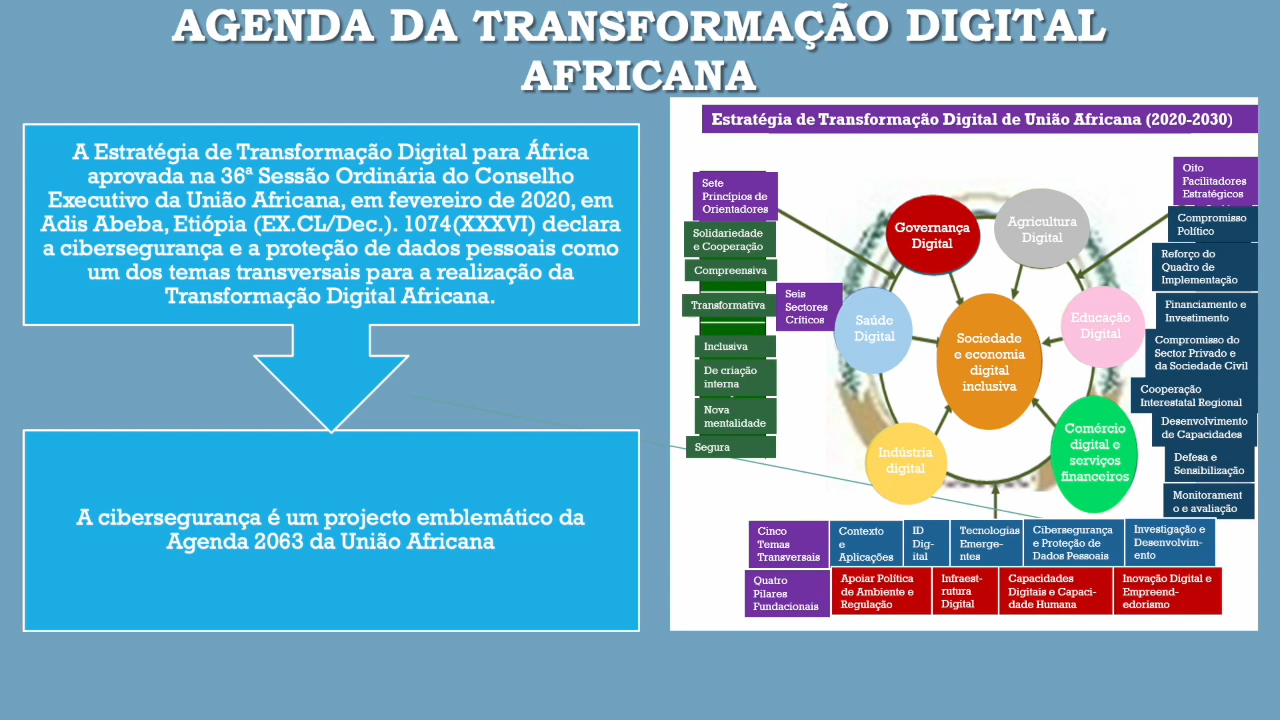 AGENDA DA TRANSFORMAÇÃO DIGITAL
AFRICANA
A Estratégia de Transformação Digital para África
aprovada na 36ª Sessão Ordinária do Conselho
Executivo da União Africana, em fevereiro de 2020, em
Adis Abeba, Etiópia (EX.CL/Dec.). 1074(XXXVI) declara
a cibersegurança e a proteção de dados pessoais como
um dos temas transversais para a realização da
Transformação Digital Africana.
A cibersegurança é um projecto emblemático da
Agenda 2063 da União Africana
Estratégia de Transformação Digital de União Africana (2020-2030)
Sete
Princípios de
Orientadores
Solidariedade
e Cooperação
Compreensiva
Transformativa
Inclusiva
De criação
interna
Nova
mentalidade
Segura
Seis
Sectores
Críticos
Governança
Digital
Agricultura
Digital
Saúde
Digital
Educação
Digital
Sociedade
e economia
digital
inclusiva
Indústria
digital
Comércio
digital e
serviços
financeiros
Oito
Facilitadores
Estratégicos
Compromisso
Político
Reforço do
Quadro de
Implementação
Financiamento e
Investimento
Compromisso do
Sector Privado e
da Sociedade Civil
Cooperação
Interestatal Regional
Desenvolvimento
de Capacidades
Defesa e
Sensibilização
Monitorament
o e avaliação
Cinco
Temas
Transversais
Contexto
e
Aplicações
ID
Dig-
ital
Tecnologias
Emerge-
ntes
Cibersegurança
e Proteção de
Dados Pessoais
Investigação e
Desenvolvim-
ento
Quatro
Pilares
Fundacionais
Apoiar Política
de Ambiente e
Regulação
Infraest-
rutura
Digital
Capacidades
Digitais e Capaci-
dade Humana
Inovação Digital e
Empreend-
edorismo